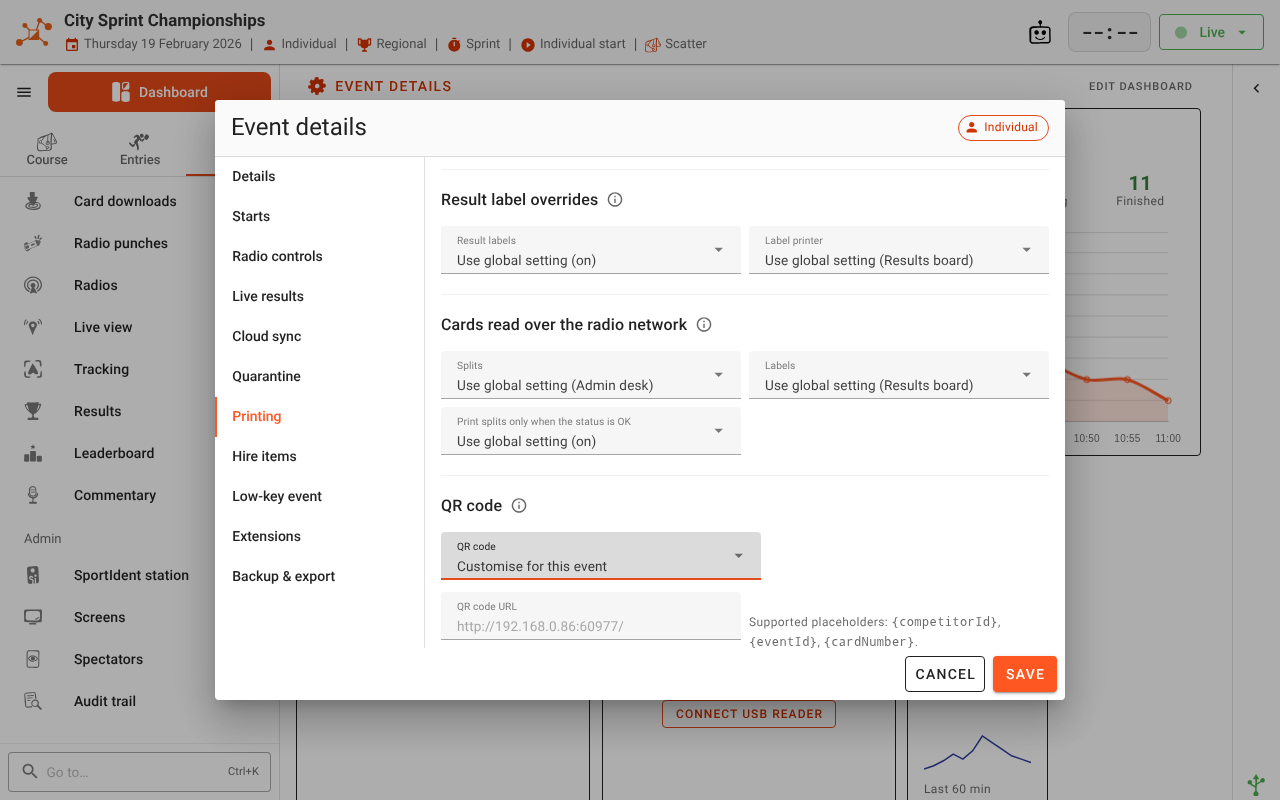 City Sprint Championships
Thursday 19 February 2026 | Individual | Regional | Sprint | Individual start | Scatter
--:--
Live
Dashboard
EVENT DETAILS
EDIT DASHBOARD
Course
Entries
Card downloads
Radio punches
Radios
Live view
Tracking
Results
Leaderboard
Commentary
Admin
SportIdent station
Screens
Spectators
Audit trail
Go to...
Ctrl+K
Event details
Individual
Details
Starts
Radio controls
Live results
Cloud sync
Quarantine
Printing
Hire items
Low-key event
Extensions
Backup & export
Result label overrides
Result labels
Use global setting (on)
Label printer
Use global setting (Results board)
Cards read over the radio network
Splits
Use global setting (Admin desk)
Labels
Use global setting (Results board)
Print splits only when the status is OK
Use global setting (on)
QR code
QR code
Customise for this event
QR code URL
http://192.168.0.86:60977/
Supported placeholders: {competitorId},
{eventId}, {cardNumber}.
CANCEL
SAVE
11
Finished
10:50 10:55 11:00
CONNECT USB READER
Last 60 min